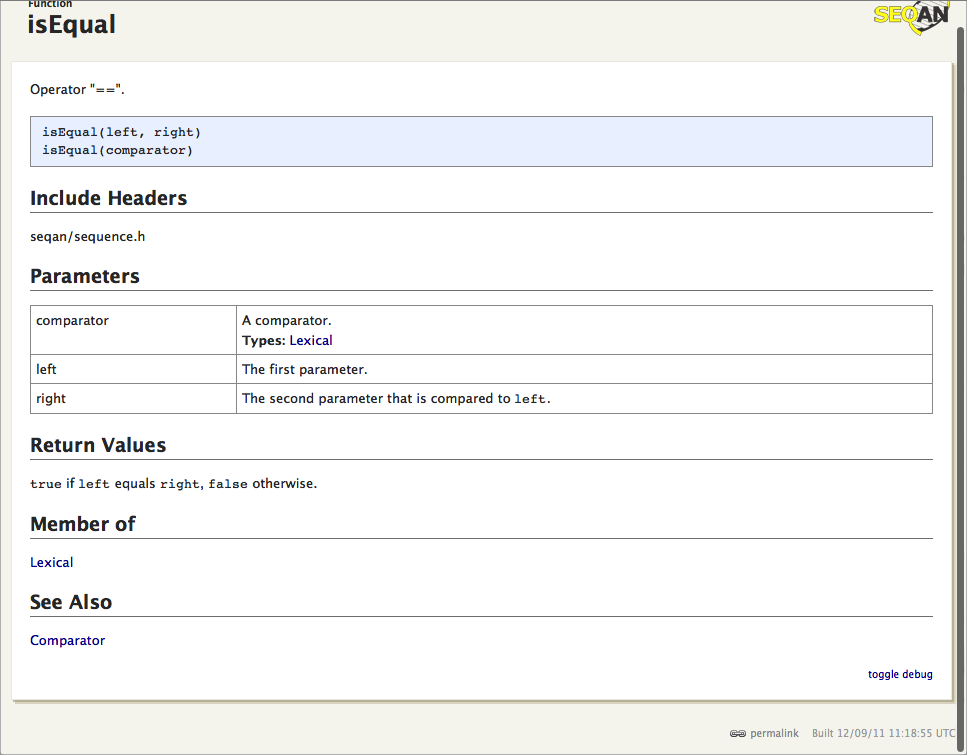 Function
isEqual
SEQAN
Operator "==".
isEqual(left, right)
isEqual(comparator)
Include Headers
seqan/sequence.h
Parameters
comparator
A comparator.
Types: Lexical
left
The first parameter.
right
The second parameter that is compared to left.
Return Values
true if left equals right, false otherwise.
Member of
Lexical
See Also
Comparator
toggle debug
permalink Built 12/09/11 11:18:55 UTC